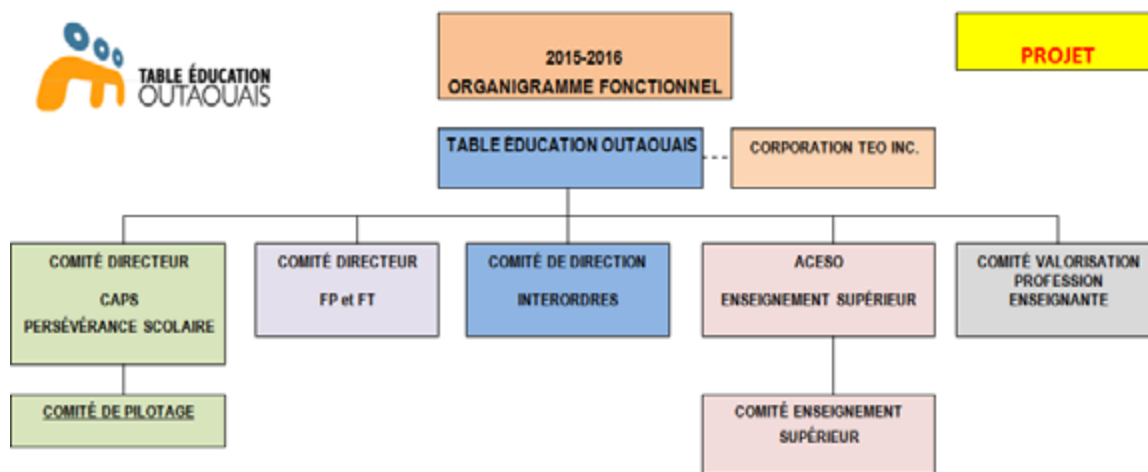 TABLE ÉDUCATION
OUTAOUAIS
2015-2016
ORGANIGRAMME FONCTIONNEL
PROJET
TABLE ÉDUCATION OUTAOUAIS
CORPORATION TEO INC.
COMITÉ DIRECTEUR
CAPS
PERSÉVÉRANCE SCOLAIRE
COMITÉ DIRECTEUR
FP et FT
COMITÉ DE DIRECTION
INTERORDRES
ACESO
ENSEIGNEMENT SUPÉRIEUR
COMITÉ VALORISATION
PROFESSION
ENSEIGNANTE
COMITÉ DE PILOTAGE
COMITÉ ENSEIGNEMENT
SUPÉRIEUR